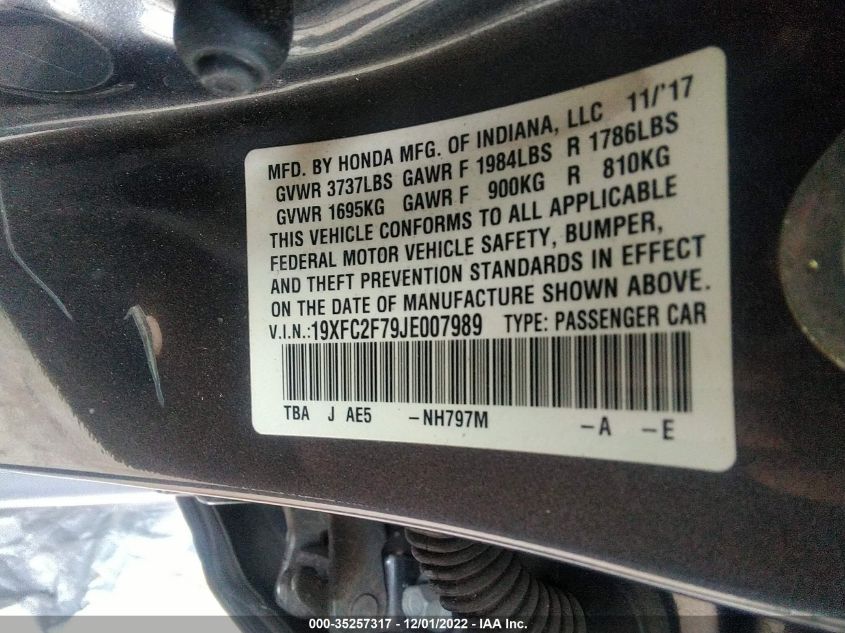 MFD. BY HONDA MFG. OF INDIANA, LLC 11/'17
GVWR 3737LBS GAWR F 1984LBS R 1786LBS
GVWR 1695KG GAWR F 900KG R 810KG
THIS VEHICLE CONFORMS TO ALL APPLICABLE
FEDERAL MOTOR VEHICLE SAFETY, BUMPER,
AND THEFT PREVENTION STANDARDS IN EFFECT
ON THE DATE OF MANUFACTURE SHOWN ABOVE.
V.I.N.:19XFC2F79JE007989 TYPE: PASSENGER CAR
TBA J AE5 -NH797M -A -E
000-35257317 - 12/01/2022 - IAA Inc.